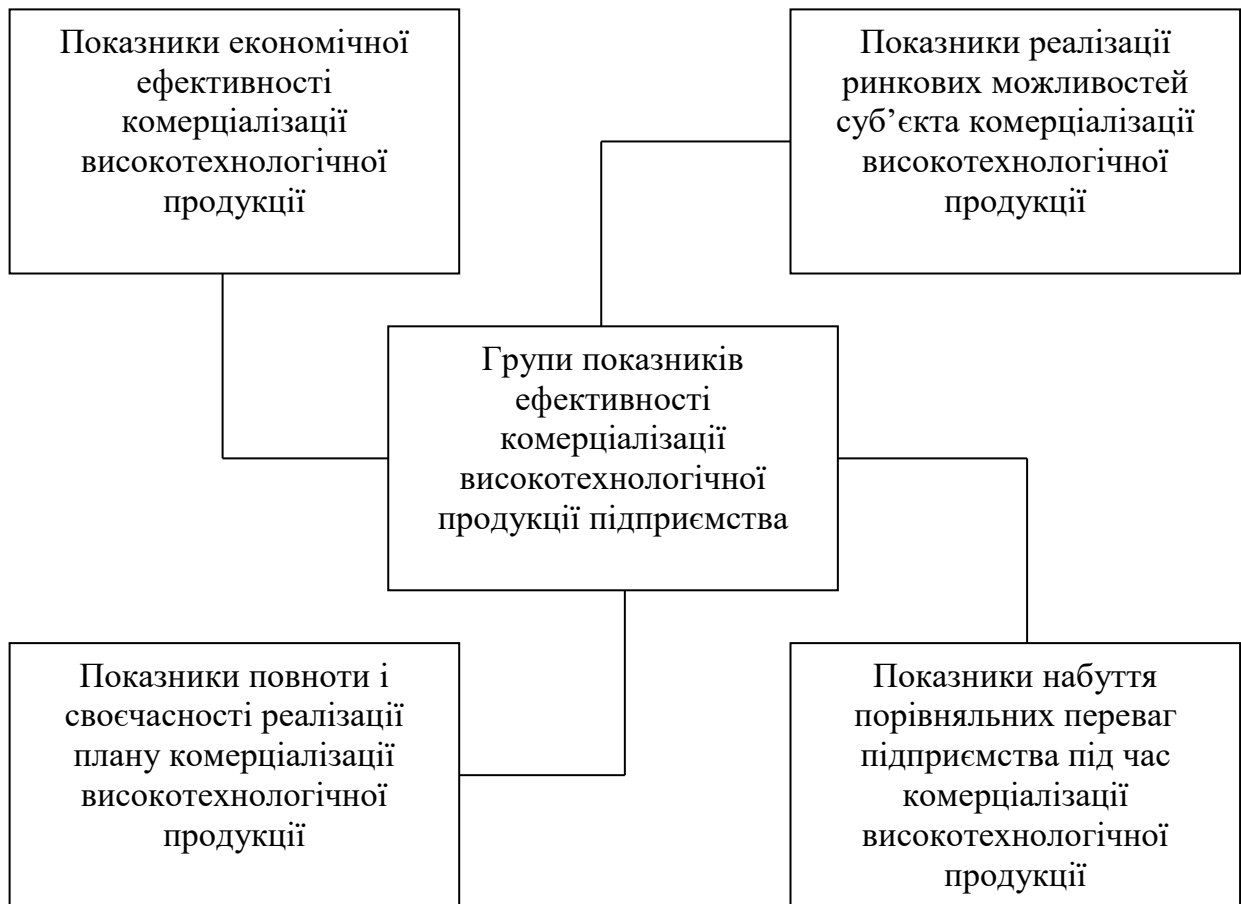 Показники економічної
ефективності
комерціалізації
високотехнологічної
продукції
Показники реалізації
ринкових можливостей
суб’єкта комерціалізації
високотехнологічної
продукції
Групи показників
ефективності
комерціалізації
високотехнологічної
продукції підприємства
Показники повноти і
своєчасності реалізації
плану комерціалізації
високотехнологічної
продукції
Показники набуття
порівняльних переваг
підприємства під час
комерціалізації
високотехнологічної
продукції